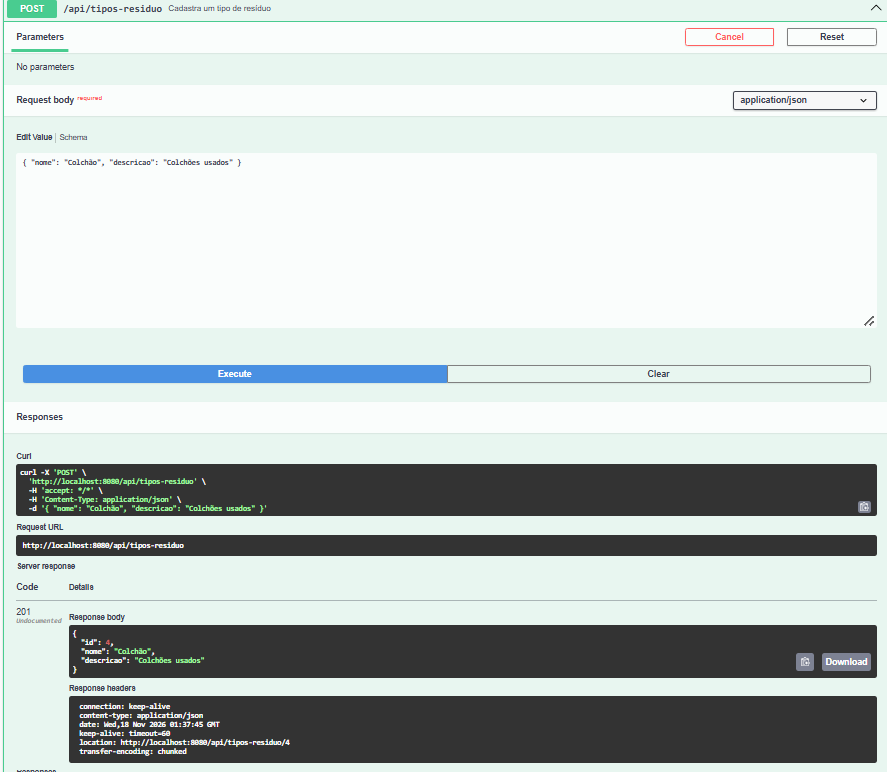 POST /api/tipos-residuo Cadastra um tipo de resíduo
Parameters
Cancel
Reset
No parameters
Request body required
application/json
Edit Value | Schema
{ "nome": "Colchão", "descricao": "Colchões usados" }
Execute
Clear
Responses
Curl
curl -X 'POST' \
'http://localhost:8080/api/tipos-residuo' \
-H 'accept: */*' \
-H 'Content-Type: application/json' \
-d '{ "nome": "Colchão", "descricao": "Colchões usados" }'
Request URL
http://localhost:8080/api/tipos-residuo
Server response
Code Details
201
Undocumented
Response body
{
"id": 4,
"nome": "Colchão",
"descricao": "Colchões usados"
}
Download
Response headers
connection: keep-alive
content-type: application/json
date: Wed,18 Nov 2026 01:37:45 GMT
keep-alive: timeout=60
location: http://localhost:8080/api/tipos-residuo/4
transfer-encoding: chunked
Responses